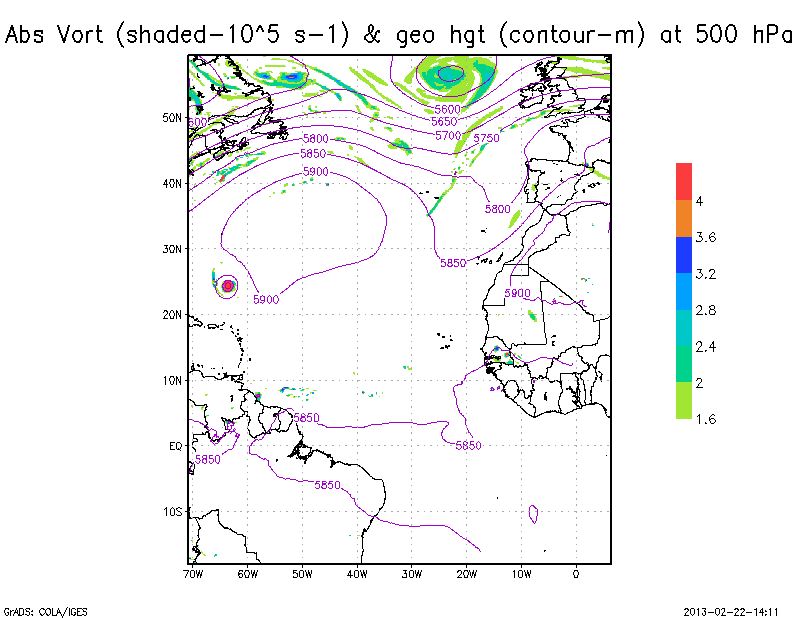 Abs Vort (shaded-10^5 s-1) & geo hgt (contour-m) at 500 hPa
5600
5650
50N 500 5700 5750
5800
5850
5900
40N
5800
30N
5850
5900 5900
20N
10N
5850
EQ 5850
5850
5850
10S
70W 60W 50W 40W 30W 20W 10W 0
4
3.6
3.2
2.8
2.4
2
1.6
GrADS: COLA/IGES 2013-02-22-14:11